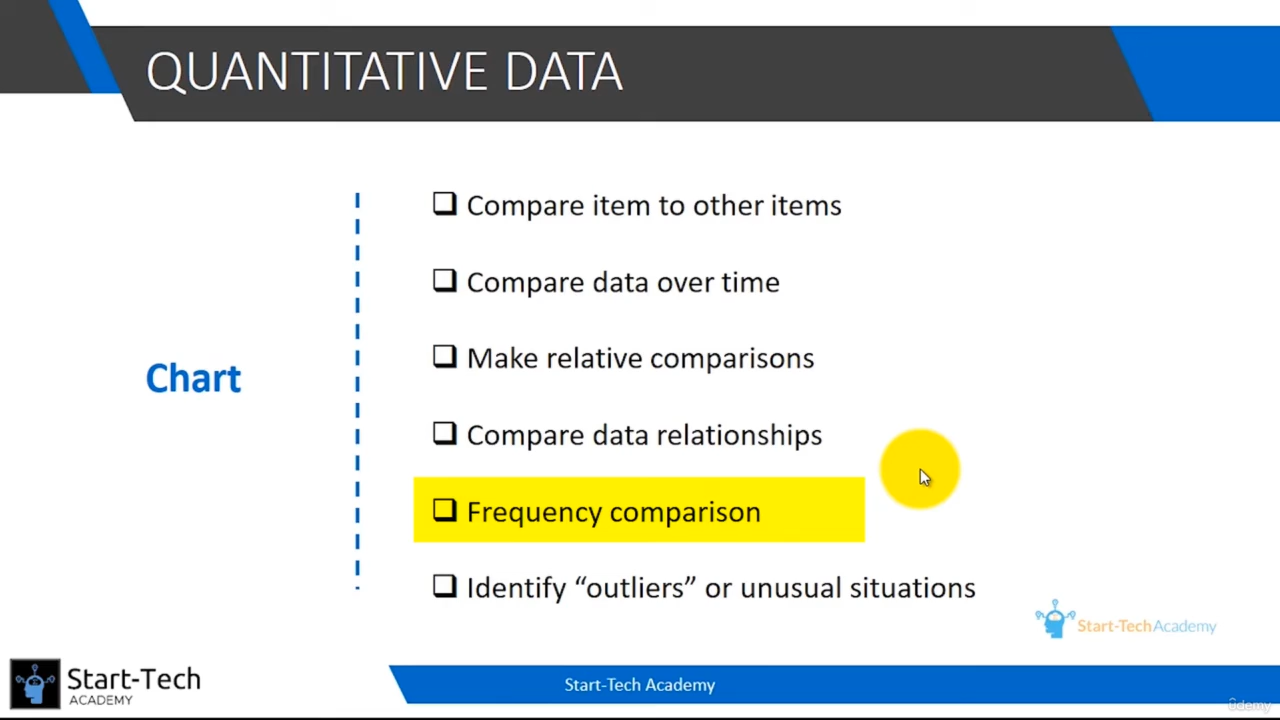 QUANTITATIVE DATA
Chart
Compare item to other items
Compare data over time
Make relative comparisons
Compare data relationships
Frequency comparison
Identify “outliers” or unusual situations
Start-Tech Academy
Start-Tech
ACADEMY
Start-Tech Academy
ûdemy